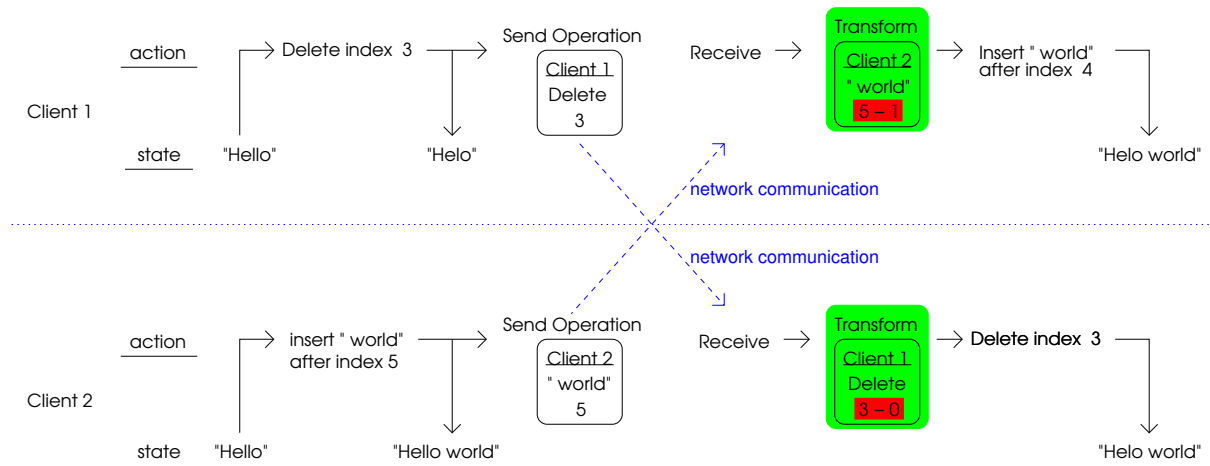 Client 1
action
Delete index 3
Send Operation
Client 1
Delete
3
Receive
Transform
Client 2
" world"
5 – 1
Insert " world"
after index 4
state
"Hello"
"Helo"
"Helo world"
network communication
network communication
Client 2
action
insert " world"
after index 5
Send Operation
Client 2
" world"
5
Receive
Transform
Client 1
Delete
3 – 0
Delete index 3
state
"Hello"
"Hello world"
"Helo world"